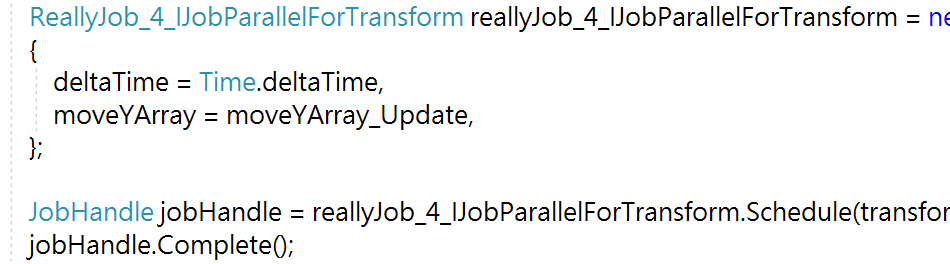 ReallyJob_4_IJobParallelForTransform reallyJob_4_IJobParallelForTransform = ne
{
deltaTime = Time.deltaTime,
moveYArray = moveYArray_Update,
};
JobHandle jobHandle = reallyJob_4_IJobParallelForTransform.Schedule(transfor
jobHandle.Complete();